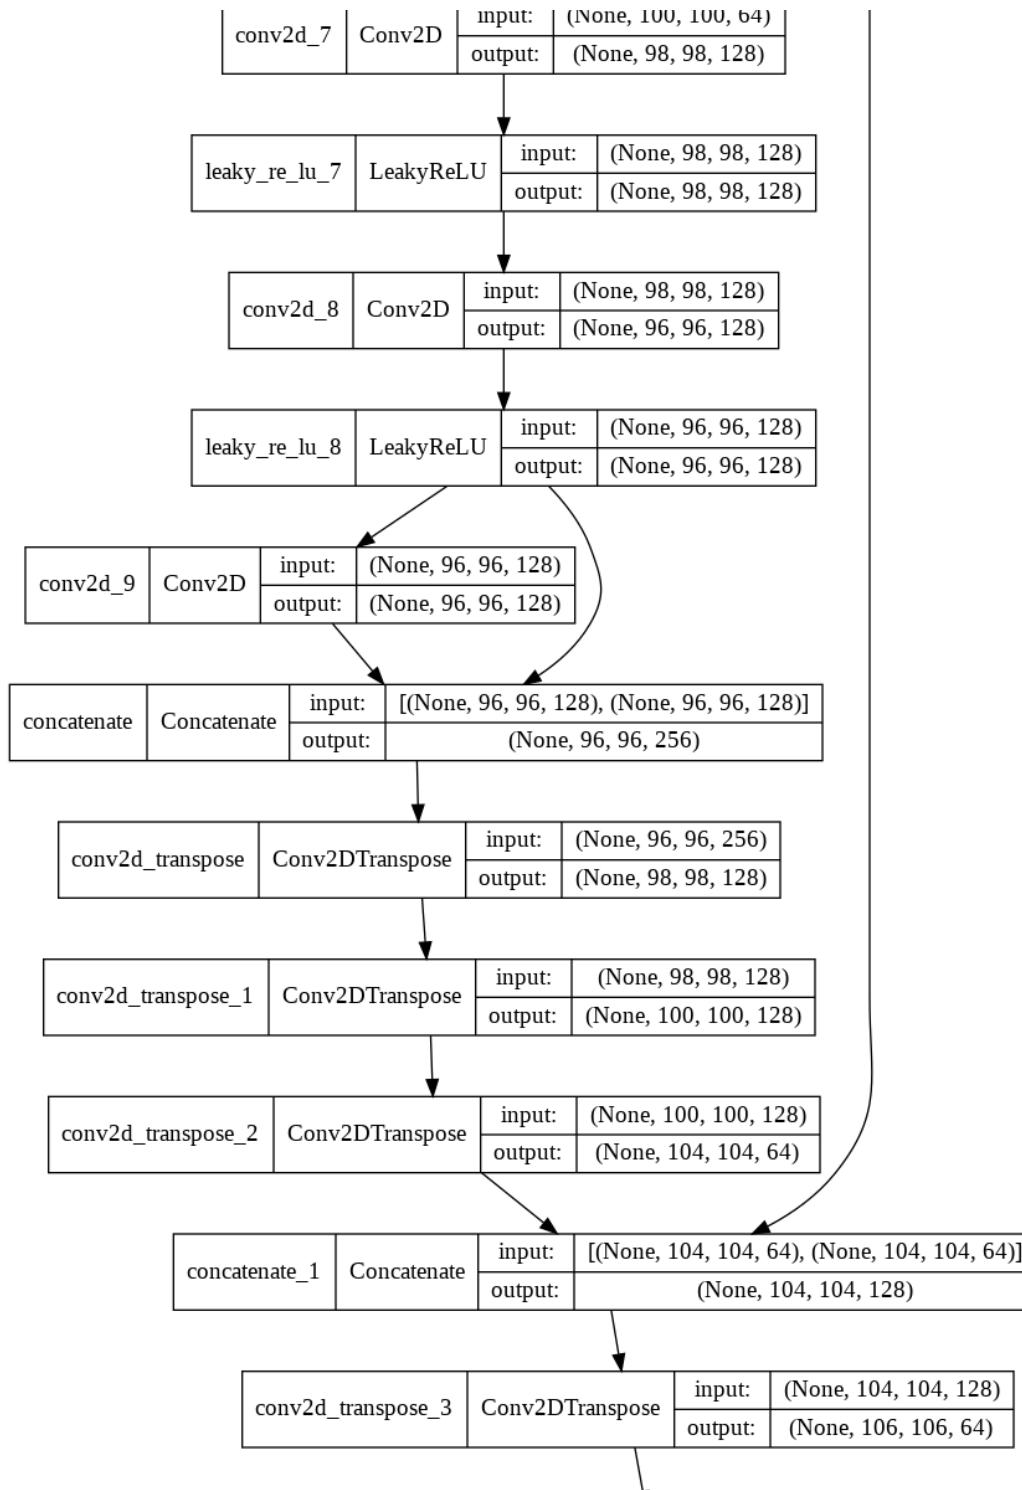 conv2d_7 Conv2D input: (None, 100, 100, 64)
output: (None, 98, 98, 128)
leaky_re_lu_7 LeakyReLU input: (None, 98, 98, 128)
output: (None, 98, 98, 128)
conv2d_8 Conv2D input: (None, 98, 98, 128)
output: (None, 96, 96, 128)
leaky_re_lu_8 LeakyReLU input: (None, 96, 96, 128)
output: (None, 96, 96, 128)
conv2d_9 Conv2D input: (None, 96, 96, 128)
output: (None, 96, 96, 128)
concatenate Concatenate input: [(None, 96, 96, 128), (None, 96, 96, 128)]
output: (None, 96, 96, 256)
conv2d_transpose Conv2DTranspose input: (None, 96, 96, 256)
output: (None, 98, 98, 128)
conv2d_transpose_1 Conv2DTranspose input: (None, 98, 98, 128)
output: (None, 100, 100, 128)
conv2d_transpose_2 Conv2DTranspose input: (None, 100, 100, 128)
output: (None, 104, 104, 64)
concatenate_1 Concatenate input: [(None, 104, 104, 64), (None, 104, 104, 64)]
output: (None, 104, 104, 128)
conv2d_transpose_3 Conv2DTranspose input: (None, 104, 104, 128)
output: (None, 106, 106, 64)